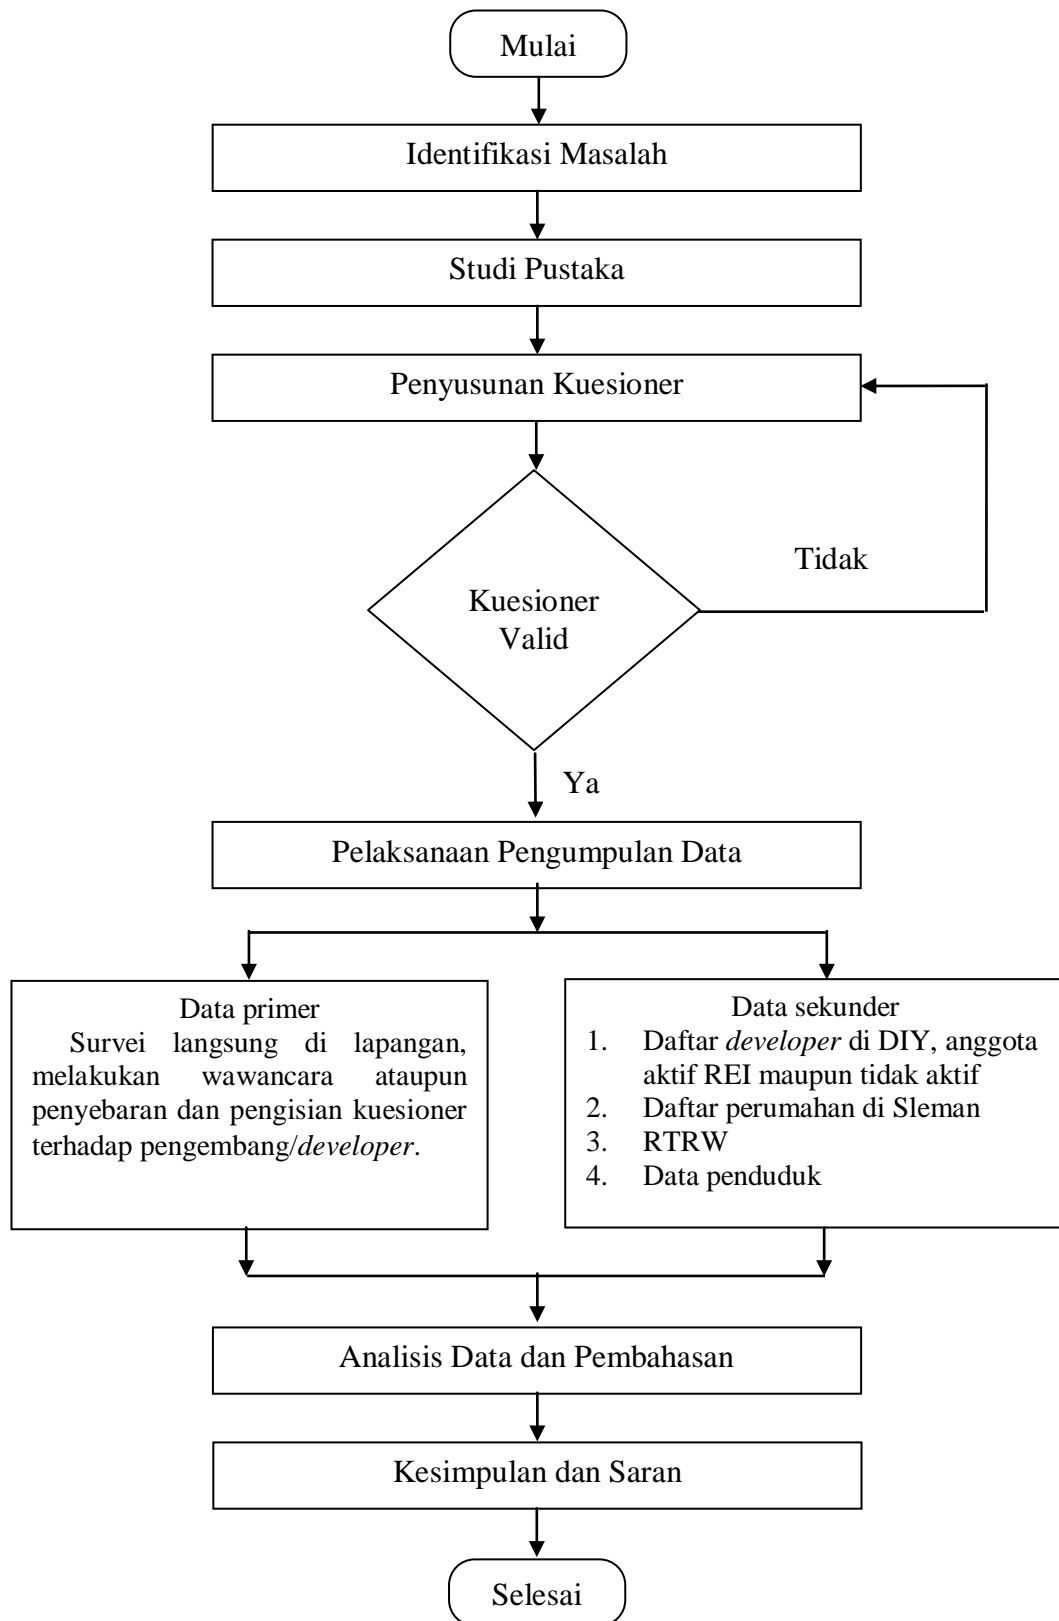 Mulai
Identifikasi Masalah
Studi Pustaka
Penyusunan Kuesioner
Tidak
Kuesioner
Valid
Ya
Pelaksanaan Pengumpulan Data
Data primer
Survei langsung di lapangan,
melakukan wawancara ataupun
penyebaran dan pengisian kuesioner
terhadap pengembang/developer.
Data sekunder
1. Daftar developer di DIY, anggota
aktif REI maupun tidak aktif
2. Daftar perumahan di Sleman
3. RTRW
4. Data penduduk
Analisis Data dan Pembahasan
Kesimpulan dan Saran
Selesai